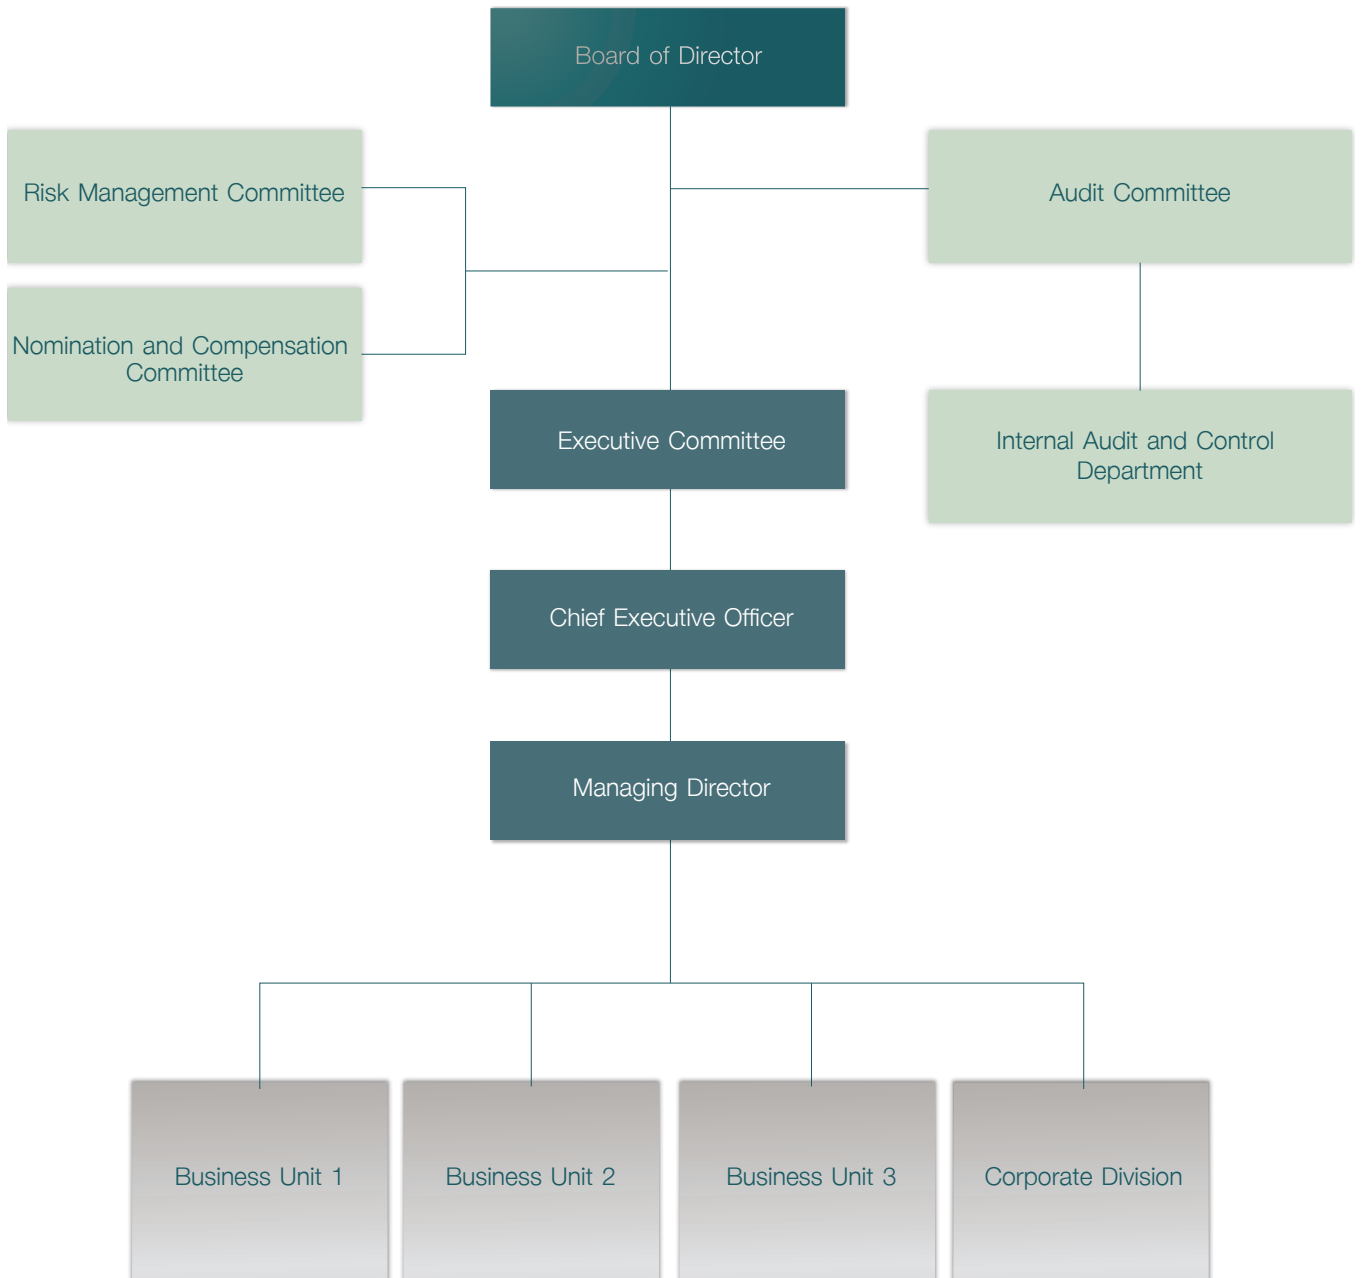 Board of Director
Risk Management Committee
Audit Committee
Nomination and Compensation
Committee
Executive Committee
Internal Audit and Control
Department
Chief Executive Officer
Managing Director
Business Unit 1
Business Unit 2
Business Unit 3
Corporate Division